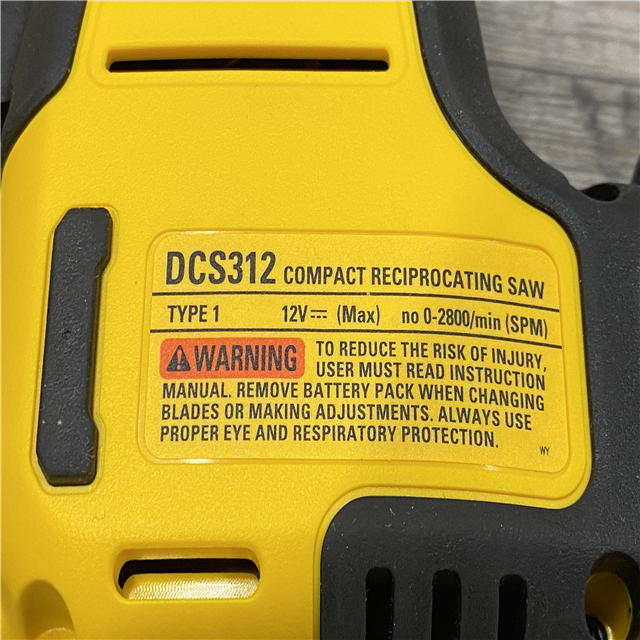 DCS312 COMPACT RECIPROCATING SAW
TYPE 1 12V⎓ (Max) no 0-2800/min (SPM)
⚠WARNING TO REDUCE THE RISK OF INJURY,
USER MUST READ INSTRUCTION
MANUAL. REMOVE BATTERY PACK WHEN CHANGING
BLADES OR MAKING ADJUSTMENTS. ALWAYS USE
PROPER EYE AND RESPIRATORY PROTECTION.
WY